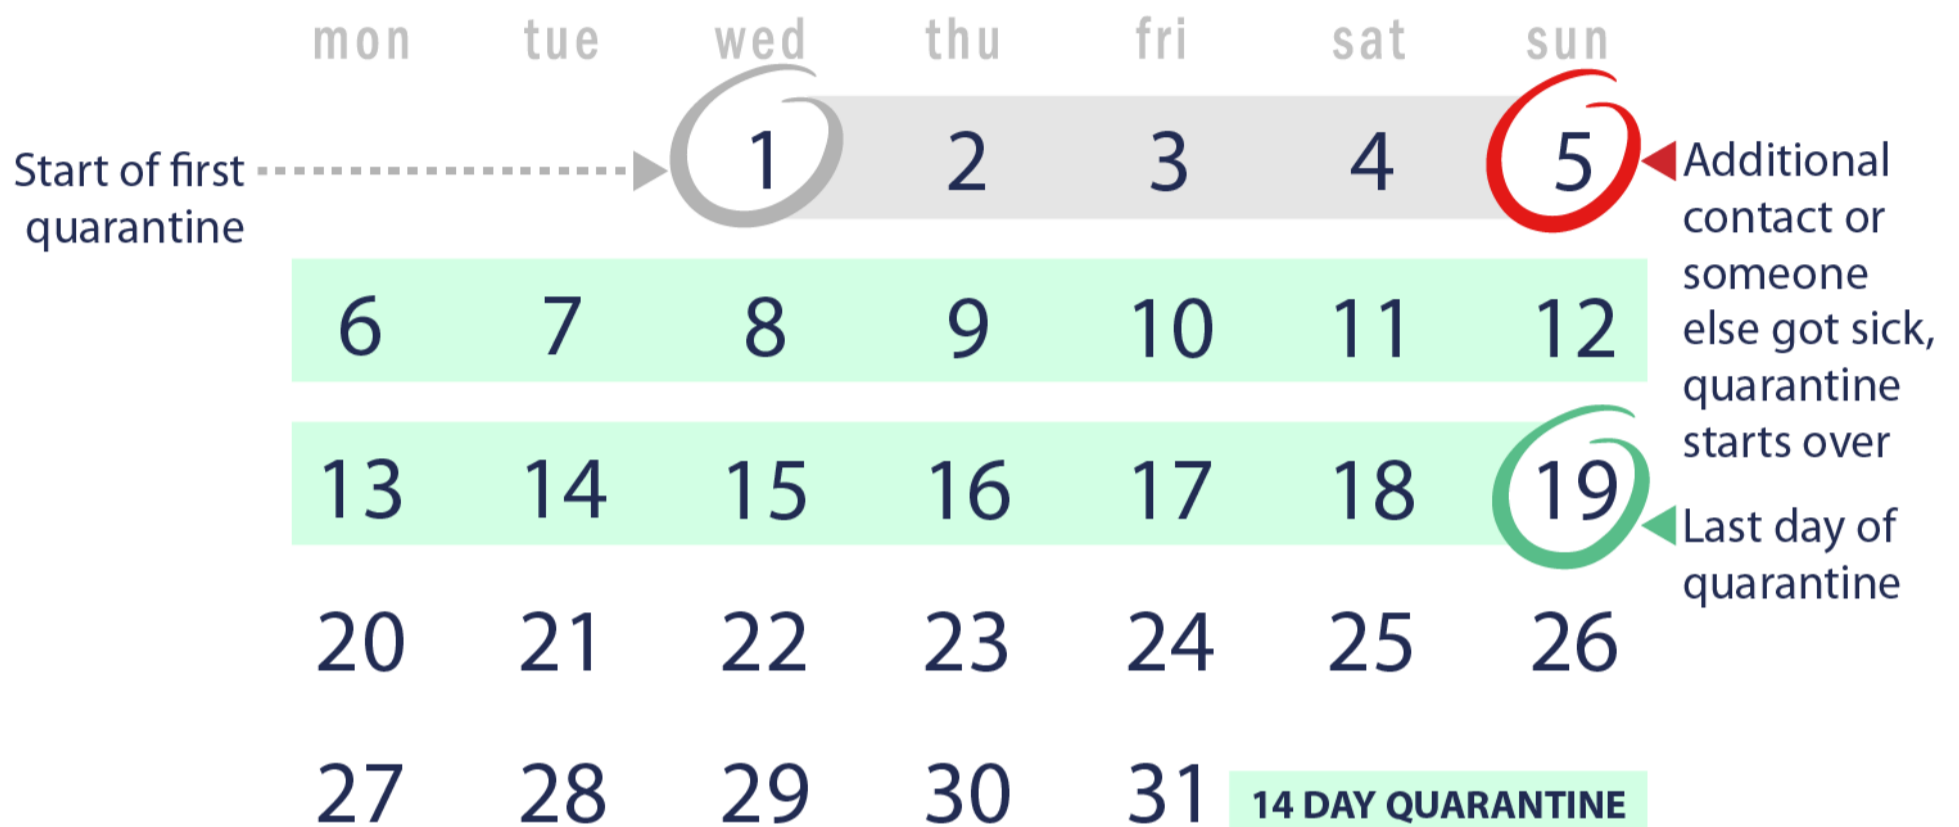 mon tue wed thu fri sat sun
Start of first
quarantine
1 2 3 4 5
Additional
contact or
someone
else got sick,
quarantine
starts over
6 7 8 9 10 11 12
13 14 15 16 17 18 19
Last day of
quarantine
20 21 22 23 24 25 26
27 28 29 30 31
14 DAY QUARANTINE